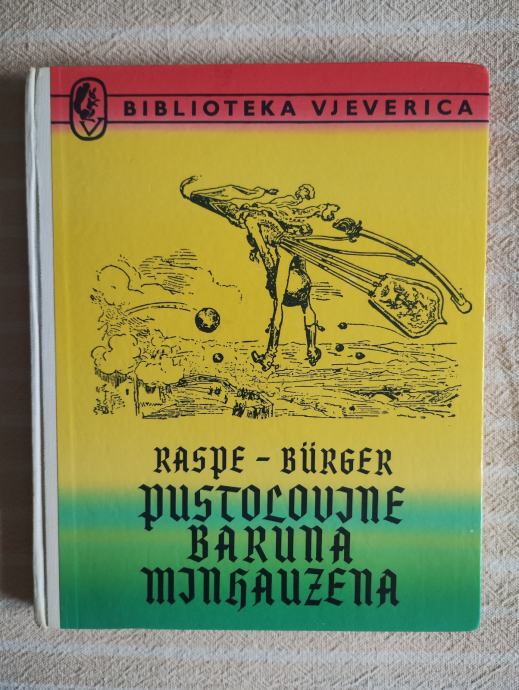 BIBLIOTEKA VJEVERICA
RASPE - BÜRGER
PUSTOLOVINE
BARUNA
MINHAUZENA